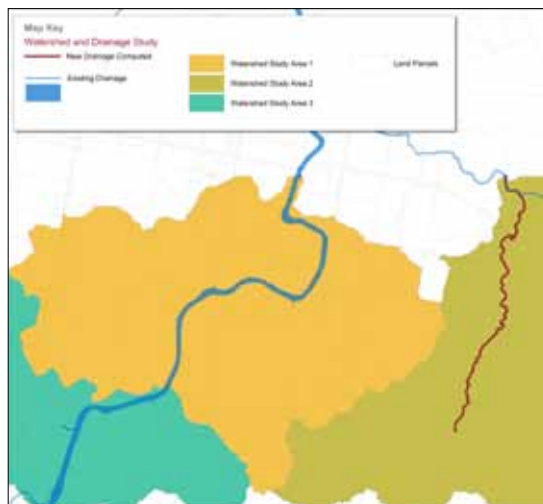 Map Key
Watershed and Drainage Study
New Drainage Computed
Existing Drainage
Watershed Study Area 1
Watershed Study Area 2
Watershed Study Area 3
Land Parcels